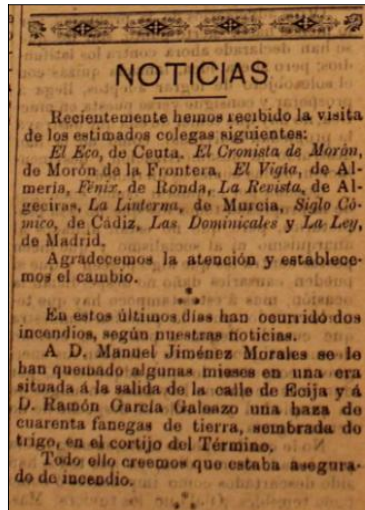 NOTICIAS
Recientemente hemos recibido la visita
de los estimados colegas siguientes:
El Eco, de Ceuta, El Cronista de Morón,
de Morón de la Frontera, El Vigía, de Al-
mería, Fénix, de Ronda, La Revista, de Al-
geciras, La Linterna, de Murcia, Siglo Có-
mico, de Cádiz, Las Dominicales y La Ley,
de Madrid.
Agradecemos la atención y establece-
mos el cambio.
* * *
En estos últimos días han ocurrido dos
incendios, según nuestras noticias.
A D. Manuel Jiménez Morales se le
han quemado algunas mieses en una era
situada á la salida de la calle de Ecija y á
D. Ramón García Galeazo una haza de
cuarenta fanegas de tierra, sembrada de
trigo, en el cortijo del Término.
Todo ello creemos que estaba asegura-
do de incendio.